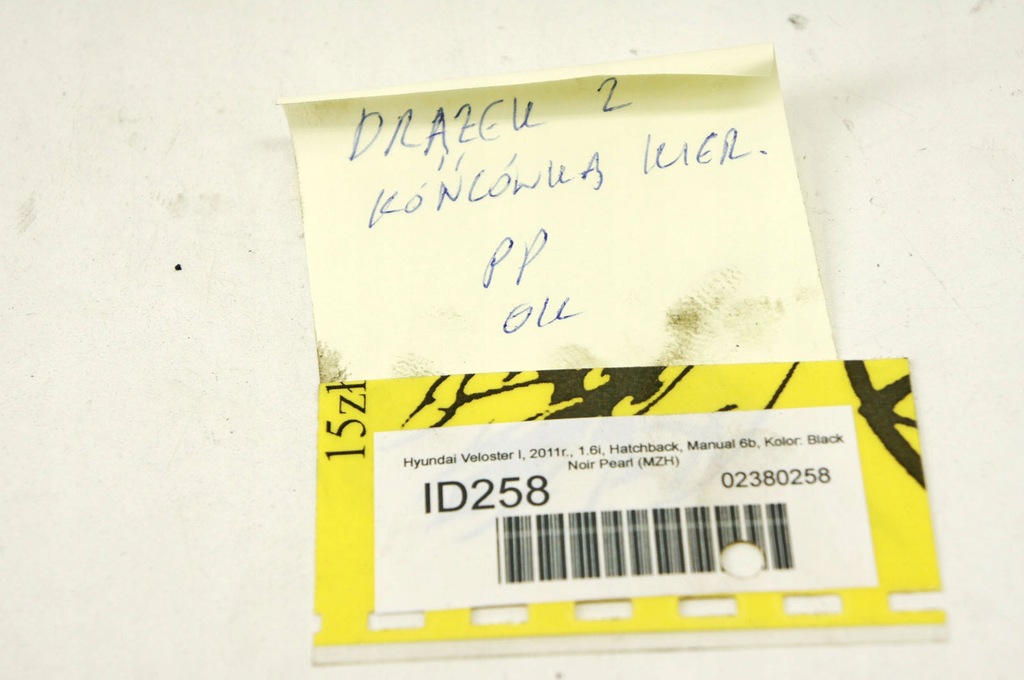 DRĄŻEK Z
KOŃCÓWKĄ KIER.
PP
OK
15zł
Hyundai Veloster I, 2011r., 1.6i, Hatchback, Manual 6b, Kolor: Black
Noir Pearl (MZH)
ID258
02380258